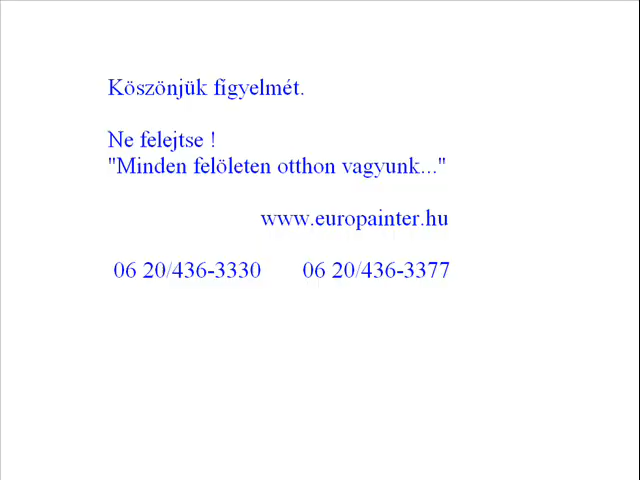 Köszönjük figyelmét.
Ne felejtse !
"Minden felöleten otthon vagyunk..."
www.europainter.hu
06 20/436-3330 06 20/436-3377